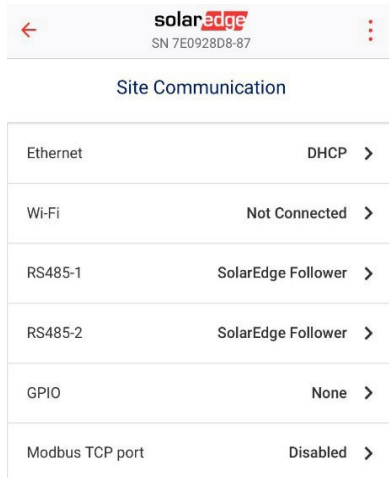 solaredge
SN 7E0928D8-87
Site Communication
Ethernet DHCP
Wi-Fi Not Connected
RS485-1 SolarEdge Follower
RS485-2 SolarEdge Follower
GPIO None
Modbus TCP port Disabled